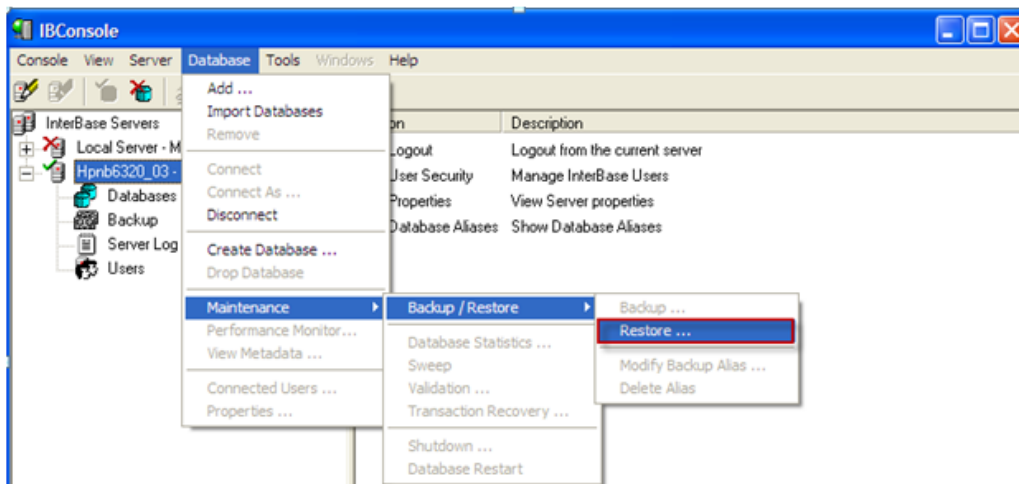 IBConsole
Console View Server Database Tools Windows Help
Add ...
Import Databases
Remove
Connect
Connect As ...
Disconnect
Create Database ...
Drop Database
Maintenance
Performance Monitor...
View Metadata ...
Connected Users ...
Properties ...
InterBase Servers
Local Server - M
Hpnb6320_03 -
Databases
Backup
Server Log
Users
on Description
Logout Logout from the current server
User Security Manage InterBase Users
Properties View Server properties
Database Aliases Show Database Aliases
Backup / Restore
Database Statistics ...
Sweep
Validation ...
Transaction Recovery ...
Shutdown ...
Database Restart
Backup ...
Restore ...
Modify Backup Alias ...
Delete Alias